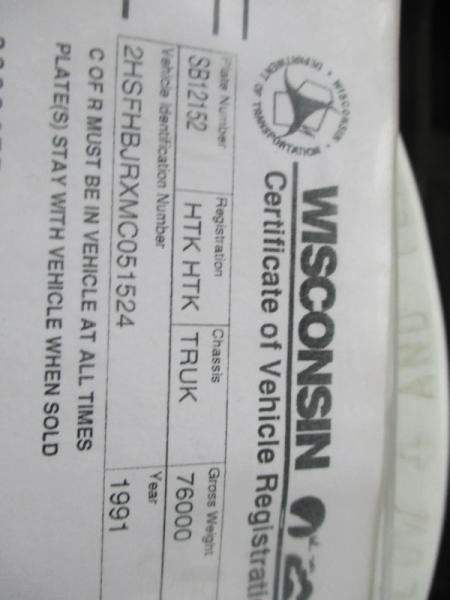 WISCONSIN
Certificate of Vehicle Registrati
WISCONSIN
DEPARTMENT OF TRANSPORTATION
Plate Number Registration Chassis Gross Weight
SB12152 HTK HTK TRUK 76000
Vehicle Identification Number Year
2HSFHBJRXMC051524 1991
C OF R MUST BE IN VEHICLE AT ALL TIMES
PLATE(S) STAY WITH VEHICLE WHEN SOLD